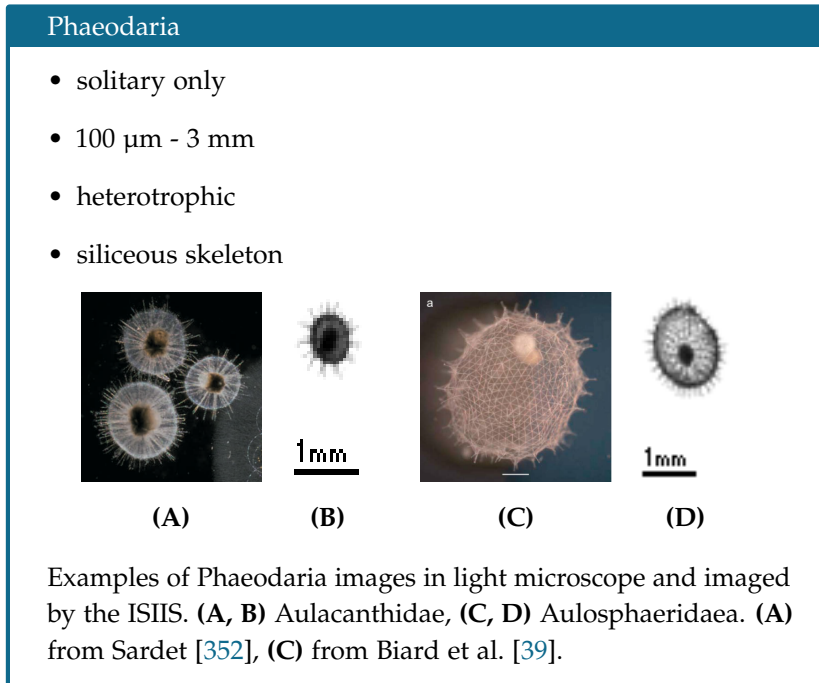 Phaeodaria
• solitary only
• 100 µm - 3 mm
• heterotrophic
• siliceous skeleton
a
1mm
1mm
(A) (B) (C) (D)
Examples of Phaeodaria images in light microscope and imaged
by the ISIIS. (A, B) Aulacanthidae, (C, D) Aulosphaeridaea. (A)
from Sardet [352], (C) from Biard et al. [39].